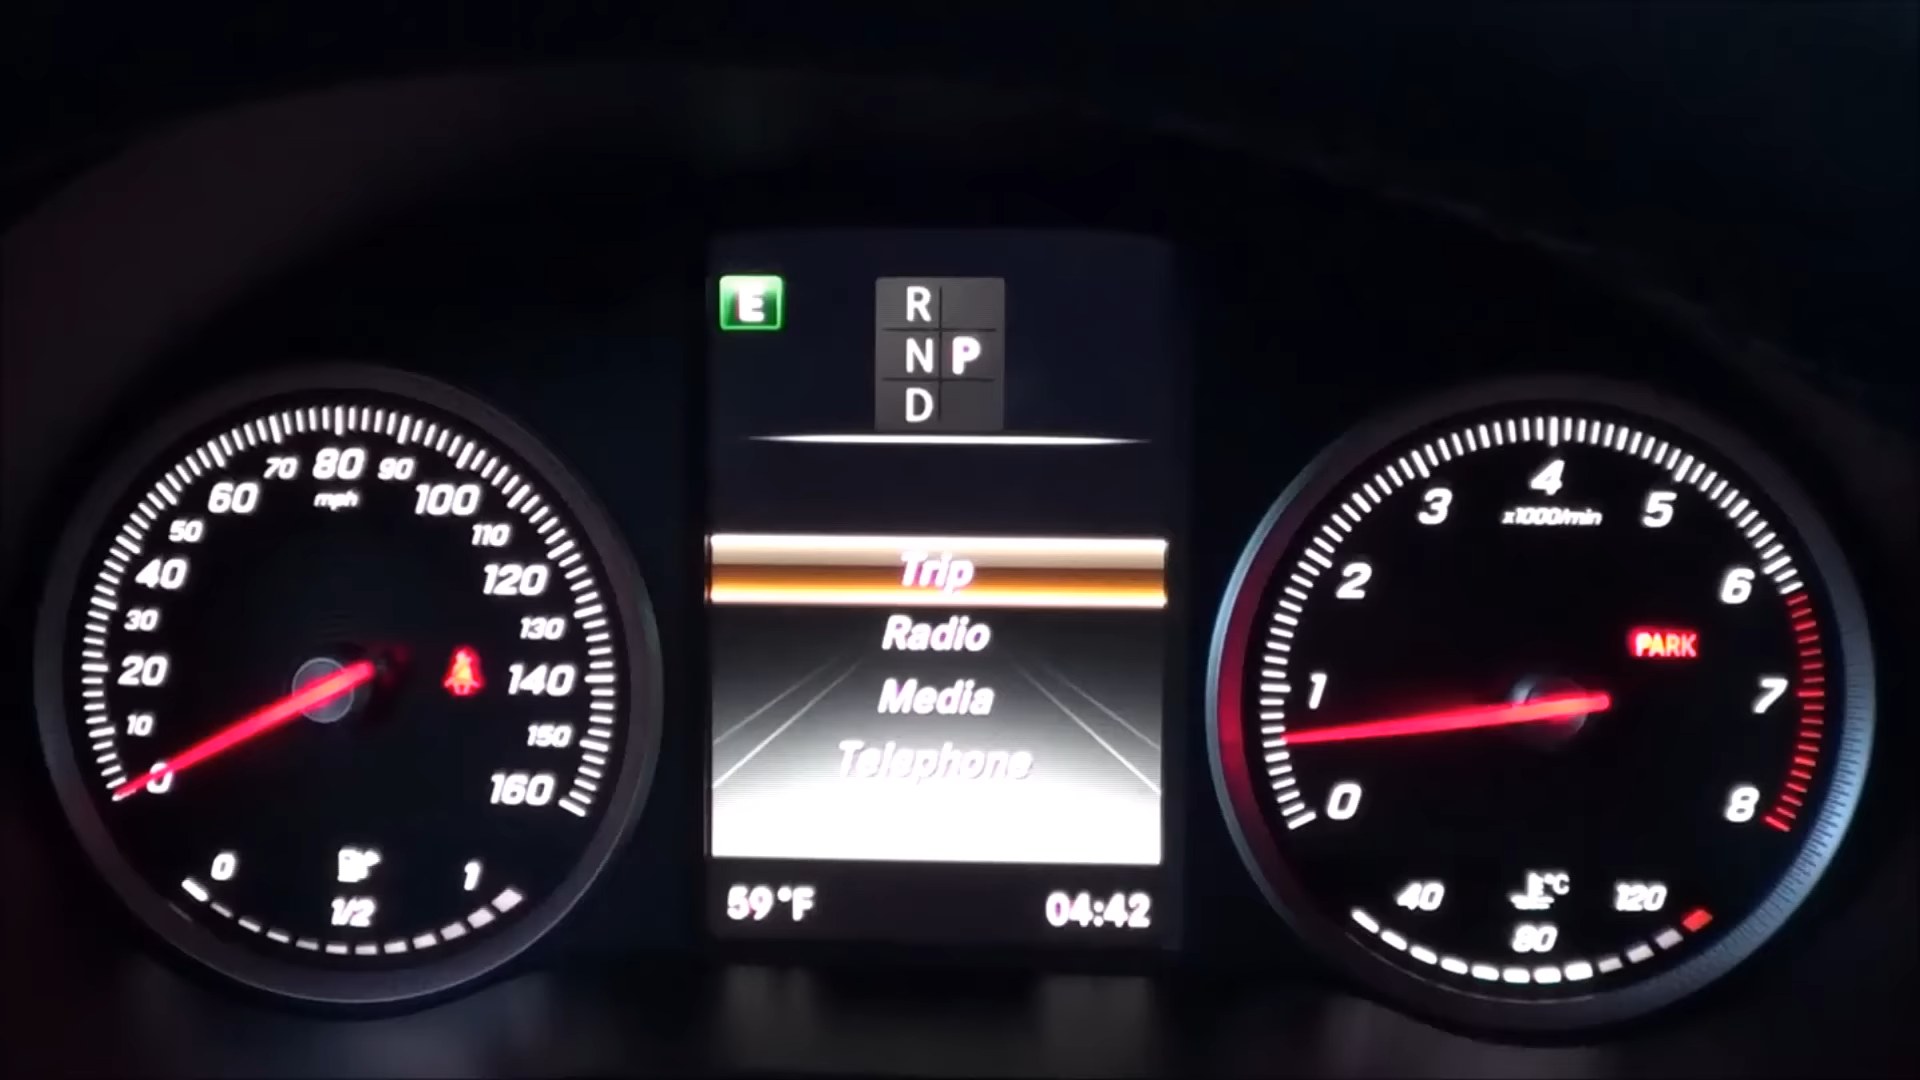 E
R
N P
D
Trip
Radio
Media
Telephone
59°F 04:42
0
10
20
30
40
50
60
70
80
90
100
110
120
130
140
150
160
mph
0 1/2 1
0
1
2
3
4
5
6
7
8
x1000/min
PARK
°C
40 80 120